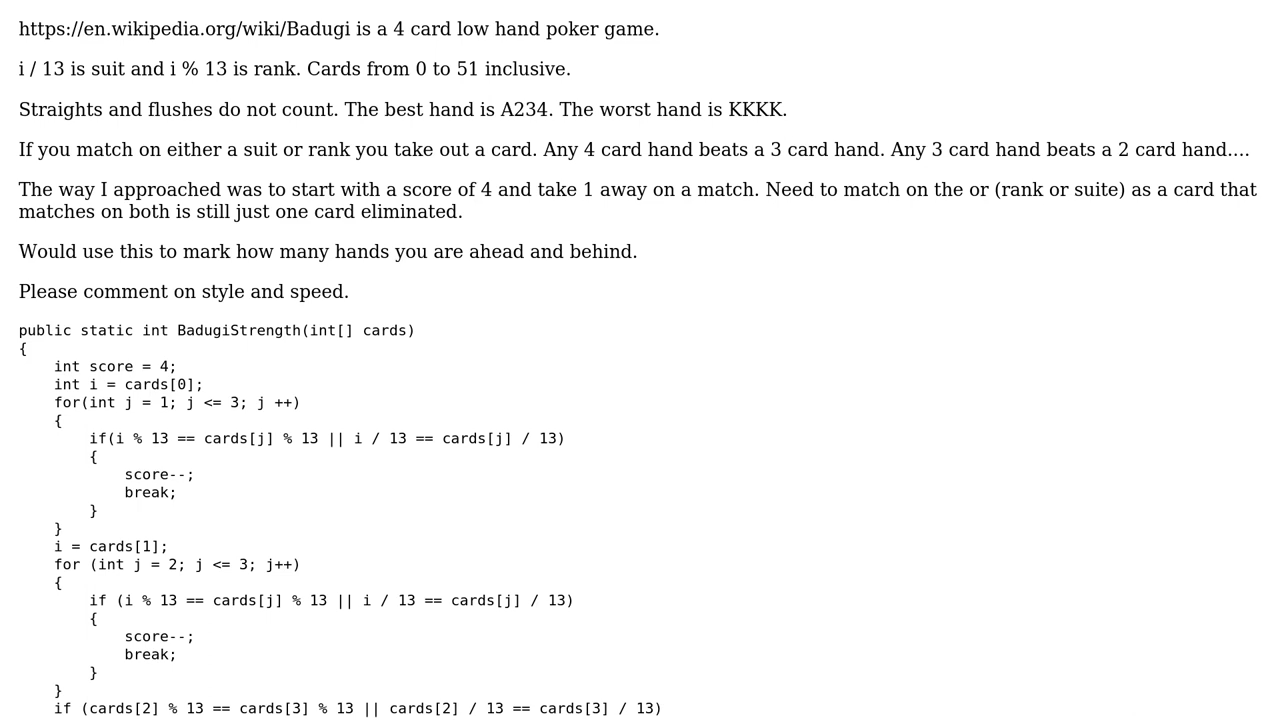 https://en.wikipedia.org/wiki/Badugi is a 4 card low hand poker game.
i / 13 is suit and i % 13 is rank. Cards from 0 to 51 inclusive.
Straights and flushes do not count. The best hand is A234. The worst hand is KKKK.
If you match on either a suit or rank you take out a card. Any 4 card hand beats a 3 card hand. Any 3 card hand beats a 2 card hand....
The way I approached was to start with a score of 4 and take 1 away on a match. Need to match on the or (rank or suite) as a card that
matches on both is still just one card eliminated.
Would use this to mark how many hands you are ahead and behind.
Please comment on style and speed.
public static int BadugiStrength(int[] cards)
{
    int score = 4;
    int i = cards[0];
    for(int j = 1; j <= 3; j ++)
    {
        if(i % 13 == cards[j] % 13 || i / 13 == cards[j] / 13)
        {
            score--;
            break;
        }
    }
    i = cards[1];
    for (int j = 2; j <= 3; j++)
    {
        if (i % 13 == cards[j] % 13 || i / 13 == cards[j] / 13)
        {
            score--;
            break;
        }
    }
    if (cards[2] % 13 == cards[3] % 13 || cards[2] / 13 == cards[3] / 13)